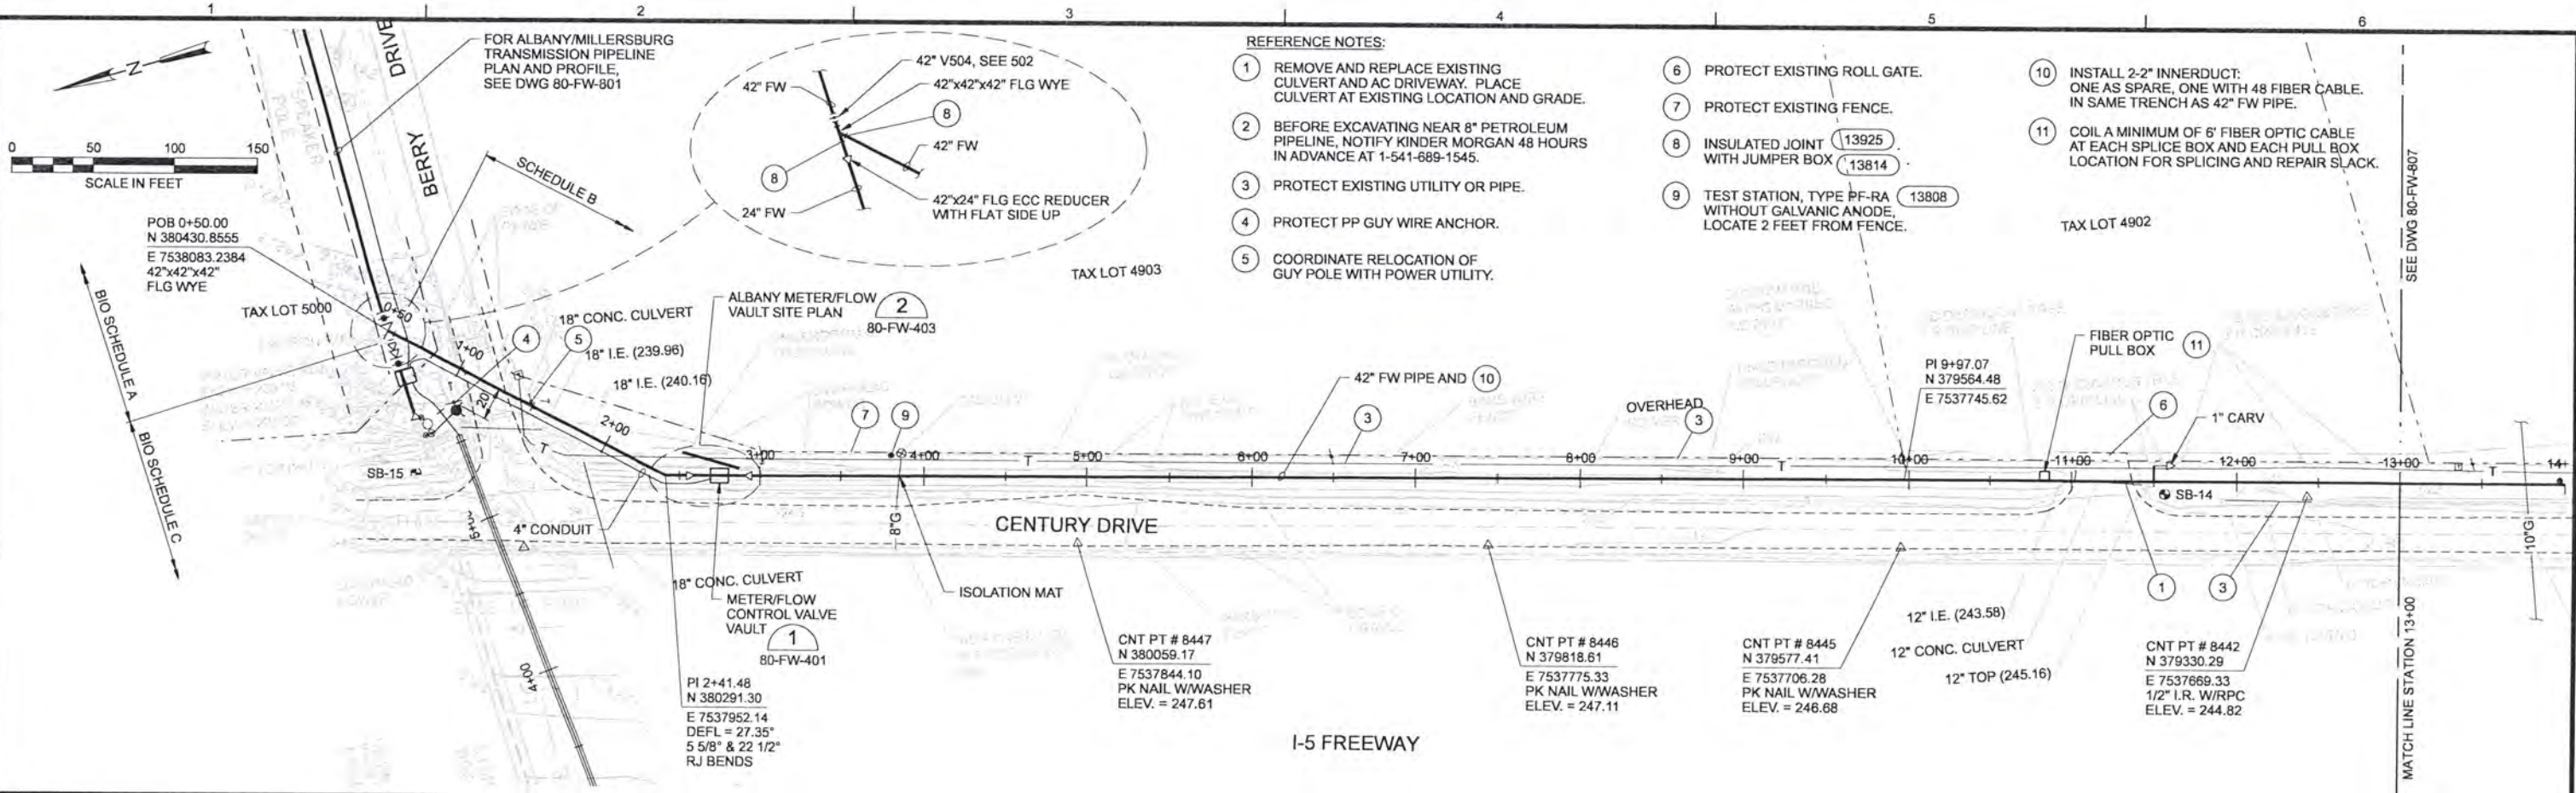 1
2
3
4
5
6
N
0 50 100 150
SCALE IN FEET
FOR ALBANY/MILLERSBURG
TRANSMISSION PIPELINE
PLAN AND PROFILE,
SEE DWG 80-FW-801
BERRY DRIVE
SPEAKER
POLE
SCHEDULE B
42" FW
42" V504, SEE 502
42"x42"x42" FLG WYE
8
42" FW
8
24" FW
42"x24" FLG ECC REDUCER
WITH FLAT SIDE UP
REFERENCE NOTES:
1 REMOVE AND REPLACE EXISTING
CULVERT AND AC DRIVEWAY. PLACE
CULVERT AT EXISTING LOCATION AND GRADE.
2 BEFORE EXCAVATING NEAR 8" PETROLEUM
PIPELINE, NOTIFY KINDER MORGAN 48 HOURS
IN ADVANCE AT 1-541-689-1545.
3 PROTECT EXISTING UTILITY OR PIPE.
4 PROTECT PP GUY WIRE ANCHOR.
5 COORDINATE RELOCATION OF
GUY POLE WITH POWER UTILITY.
6 PROTECT EXISTING ROLL GATE.
7 PROTECT EXISTING FENCE.
8 INSULATED JOINT 13925 .
WITH JUMPER BOX 13814 .
9 TEST STATION, TYPE PF-RA 13808
WITHOUT GALVANIC ANODE,
LOCATE 2 FEET FROM FENCE.
10 INSTALL 2-2" INNERDUCT:
ONE AS SPARE, ONE WITH 48 FIBER CABLE.
IN SAME TRENCH AS 42" FW PIPE.
11 COIL A MINIMUM OF 6' FIBER OPTIC CABLE
AT EACH SPLICE BOX AND EACH PULL BOX
LOCATION FOR SPLICING AND REPAIR SLACK.
TAX LOT 4902
SEE DWG 80-FW-807
TAX LOT 4903
POB 0+50.00
N 380430.8555
E 7538083.2384
42"x42"x42"
FLG WYE
TAX LOT 5000
BIO SCHEDULE A
BIO SCHEDULE C
0+50
1+00
4
5
20'
18" CONC. CULVERT
18" I.E. (239.96)
18" I.E. (240.16)
2+00
ALBANY METER/FLOW
VAULT SITE PLAN
2
80-FW-403
SB-15
T
5+00
4+00
4" CONDUIT
18" CONC. CULVERT
METER/FLOW
CONTROL VALVE
VAULT
1
80-FW-401
PI 2+41.48
N 380291.30
E 7537952.14
DEFL = 27.35°
5 5/8° & 22 1/2°
RJ BENDS
7
9
42" FW PIPE AND 10
3
OVERHEAD
3
PI 9+97.07
N 379564.48
E 7537745.62
FIBER OPTIC
PULL BOX
11
6
1" CARV
3+00 4+00 T 5+00 6+00 T 7+00 8+00 9+00 T 10+00 11+00 12+00 13+00 T 14+
8"G
SB-14
CENTURY DRIVE
ISOLATION MAT
10"G
1
3
CNT PT # 8447
N 380059.17
E 7537844.10
PK NAIL W/WASHER
ELEV. = 247.61
CNT PT # 8446
N 379818.61
E 7537775.33
PK NAIL W/WASHER
ELEV. = 247.11
CNT PT # 8445
N 379577.41
E 7537706.28
PK NAIL W/WASHER
ELEV. = 246.68
12" I.E. (243.58)
12" CONC. CULVERT
12" TOP (245.16)
CNT PT # 8442
N 379330.29
E 7537669.33
1/2" I.R. W/RPC
ELEV. = 244.82
I-5 FREEWAY
MATCH LINE STATION 13+00